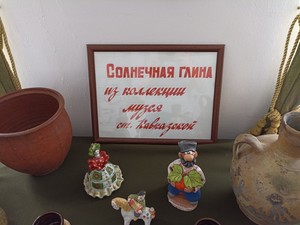 Солнечная глина
из коллекции
музея
ст. Кавказской